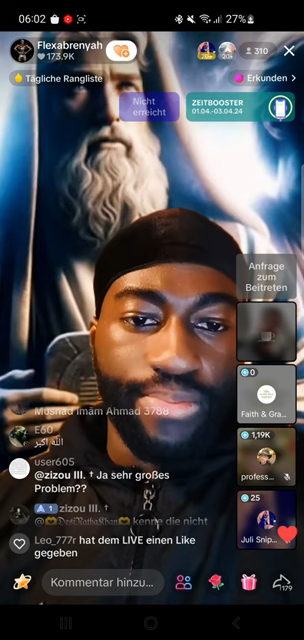 06:02
27%
Flexabrenyah
173.9K
310
Tägliche Rangliste
Erkunden
Nicht
erreicht
ZEITBOOSTER
01.04.-03.04.24
Anfrage
zum
Beitreten
0
Faith & Gra...
1,19K
profess...
25
Juli Snip...
Musnad Imam Ahmad 3788
E60
الله اكبر
user605
@zizou III. † Ja sehr großes
Problem??
1 zizou III. †
kenne die nicht
Leo_777r hat dem LIVE einen Like
gegeben
Kommentar hinzu...
179